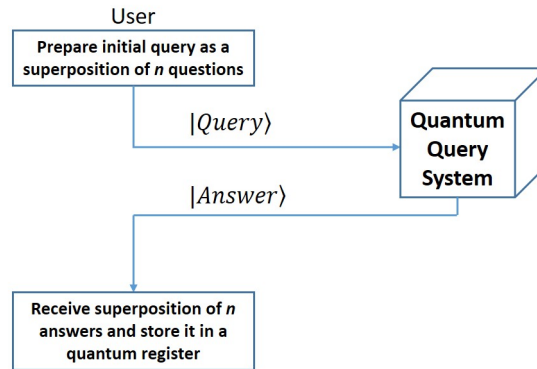 User
Prepare initial query as a
superposition of n questions
|Query⟩
Quantum
Query
System
|Answer⟩
Receive superposition of n
answers and store it in a
quantum register